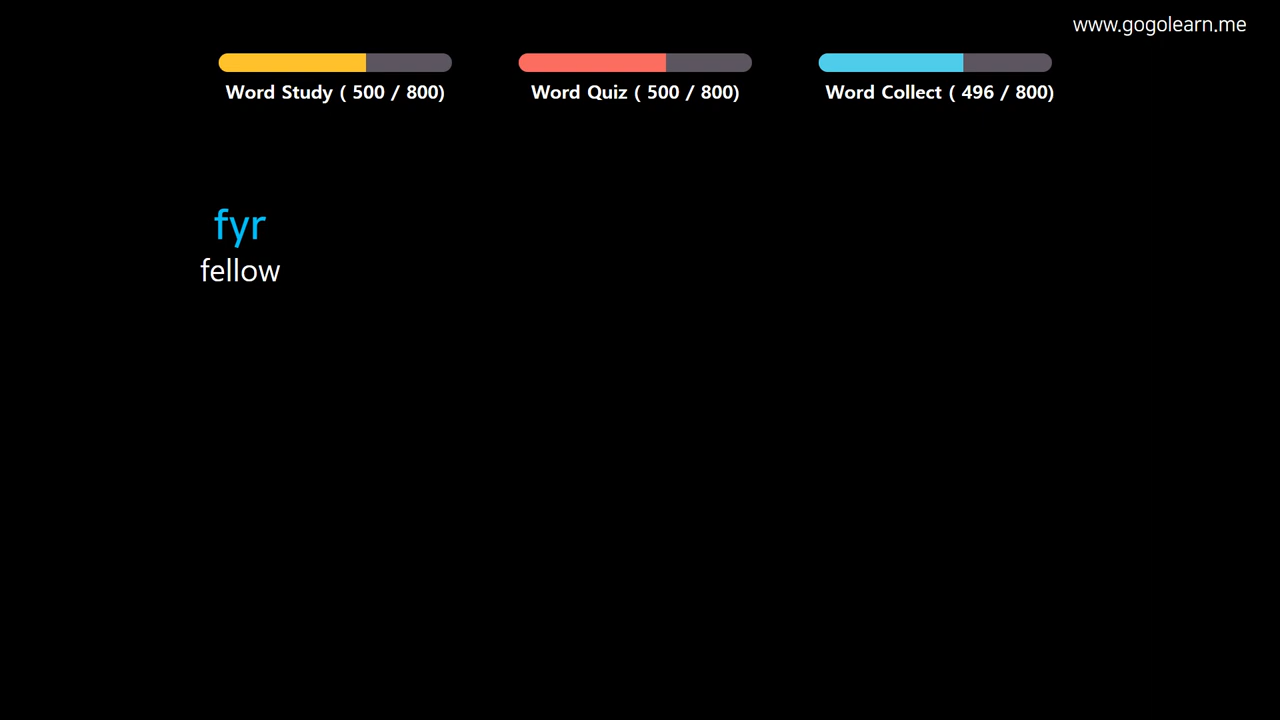 www.gogolearn.me
Word Study ( 500 / 800)
Word Quiz ( 500 / 800)
Word Collect ( 496 / 800)
fyr
fellow